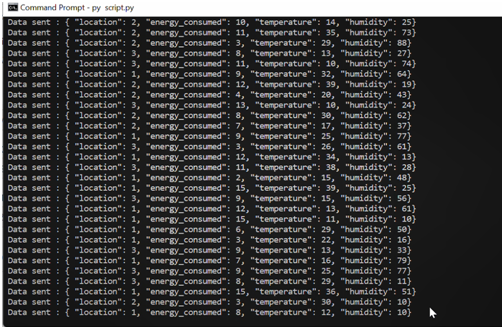 Command Prompt - py script.py
Data sent : { "location": 2, "energy_consumed": 10, "temperature": 14, "humidity": 25}
Data sent : { "location": 2, "energy_consumed": 11, "temperature": 35, "humidity": 73}
Data sent : { "location": 2, "energy_consumed": 3, "temperature": 29, "humidity": 88}
Data sent : { "location": 3, "energy_consumed": 8, "temperature": 13, "humidity": 27}
Data sent : { "location": 3, "energy_consumed": 11, "temperature": 10, "humidity": 74}
Data sent : { "location": 1, "energy_consumed": 9, "temperature": 32, "humidity": 64}
Data sent : { "location": 2, "energy_consumed": 12, "temperature": 39, "humidity": 19}
Data sent : { "location": 2, "energy_consumed": 4, "temperature": 20, "humidity": 43}
Data sent : { "location": 3, "energy_consumed": 13, "temperature": 10, "humidity": 24}
Data sent : { "location": 2, "energy_consumed": 8, "temperature": 30, "humidity": 62}
Data sent : { "location": 2, "energy_consumed": 7, "temperature": 17, "humidity": 37}
Data sent : { "location": 1, "energy_consumed": 9, "temperature": 25, "humidity": 77}
Data sent : { "location": 3, "energy_consumed": 3, "temperature": 26, "humidity": 61}
Data sent : { "location": 1, "energy_consumed": 12, "temperature": 34, "humidity": 13}
Data sent : { "location": 3, "energy_consumed": 11, "temperature": 38, "humidity": 28}
Data sent : { "location": 1, "energy_consumed": 2, "temperature": 15, "humidity": 48}
Data sent : { "location": 1, "energy_consumed": 15, "temperature": 39, "humidity": 25}
Data sent : { "location": 3, "energy_consumed": 9, "temperature": 15, "humidity": 56}
Data sent : { "location": 1, "energy_consumed": 12, "temperature": 13, "humidity": 61}
Data sent : { "location": 1, "energy_consumed": 15, "temperature": 11, "humidity": 10}
Data sent : { "location": 1, "energy_consumed": 6, "temperature": 29, "humidity": 50}
Data sent : { "location": 1, "energy_consumed": 3, "temperature": 22, "humidity": 16}
Data sent : { "location": 3, "energy_consumed": 9, "temperature": 13, "humidity": 33}
Data sent : { "location": 1, "energy_consumed": 7, "temperature": 16, "humidity": 79}
Data sent : { "location": 3, "energy_consumed": 9, "temperature": 25, "humidity": 77}
Data sent : { "location": 3, "energy_consumed": 8, "temperature": 29, "humidity": 11}
Data sent : { "location": 1, "energy_consumed": 15, "temperature": 36, "humidity": 51}
Data sent : { "location": 2, "energy_consumed": 3, "temperature": 30, "humidity": 10}
Data sent : { "location": 1, "energy_consumed": 8, "temperature": 12, "humidity": 10}